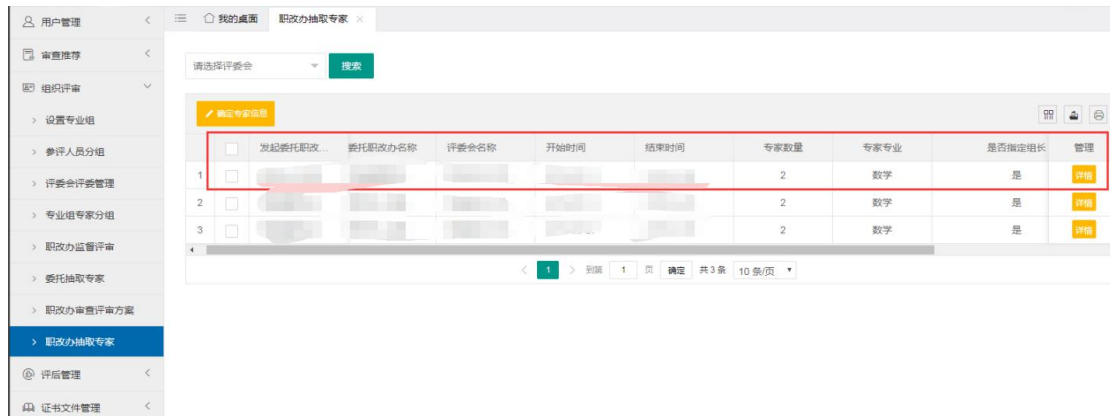 用户管理
审查推荐
组织评审
设置专业组
参评人员分组
评委会评委管理
专业组专家分组
职改办监督评审
委托抽取专家
职改办审查评审方案
职改办抽取专家
评后管理
证书文件管理
我的桌面 职改办抽取专家
请选择评委会 搜索
确定专家信息
发起委托职改... 委托职改办名称 评委会名称 开始时间 结束时间 专家数量 专家专业 是否指定组长 管理
1 2 数学 是 详情
2 2 数学 是 详情
3 2 数学 是 详情
1 到第 1 页 确定 共3条 10条/页